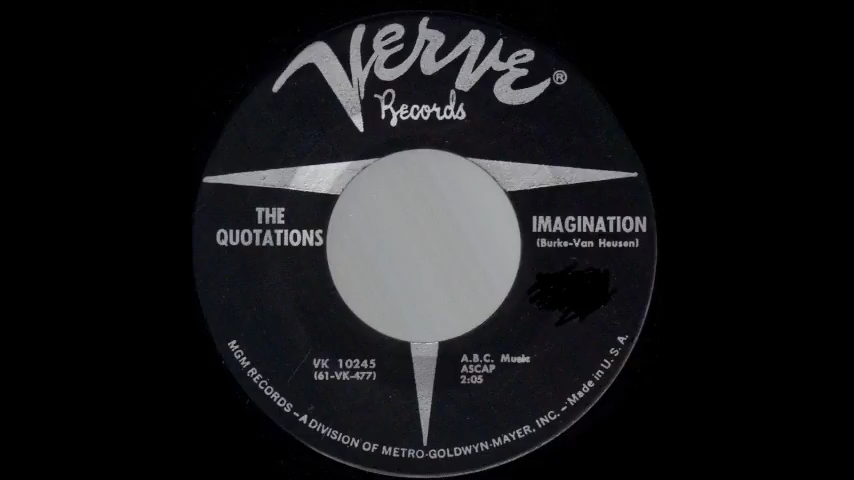 Verve®
Records
THE
QUOTATIONS
IMAGINATION
(Burke-Van Heusen)
VK 10245
(61-VK-477)
A.B.C. Music
ASCAP
2:05
MGM RECORDS – A DIVISION OF METRO-GOLDWYN-MAYER, INC. – Made in U. S. A.